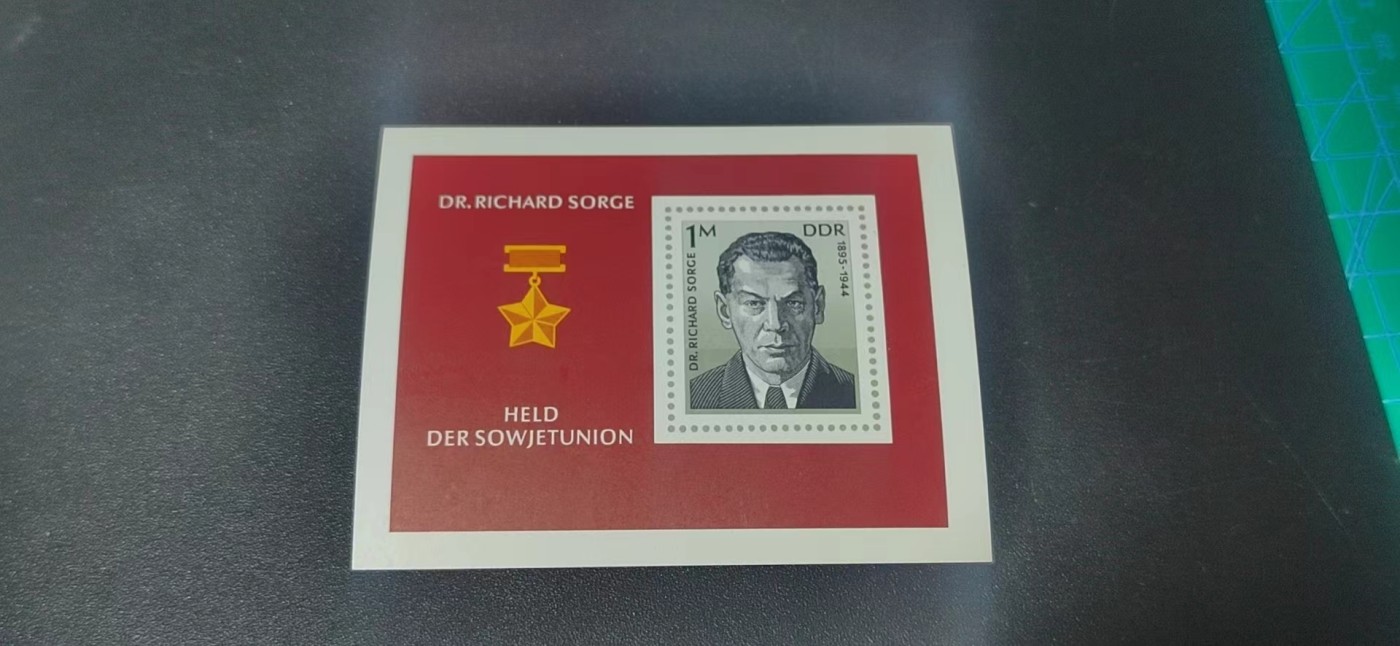 DR. RICHARD SORGE
HELD
DER SOWJETUNION
1M
DDR
DR. RICHARD SORGE
1895-1944